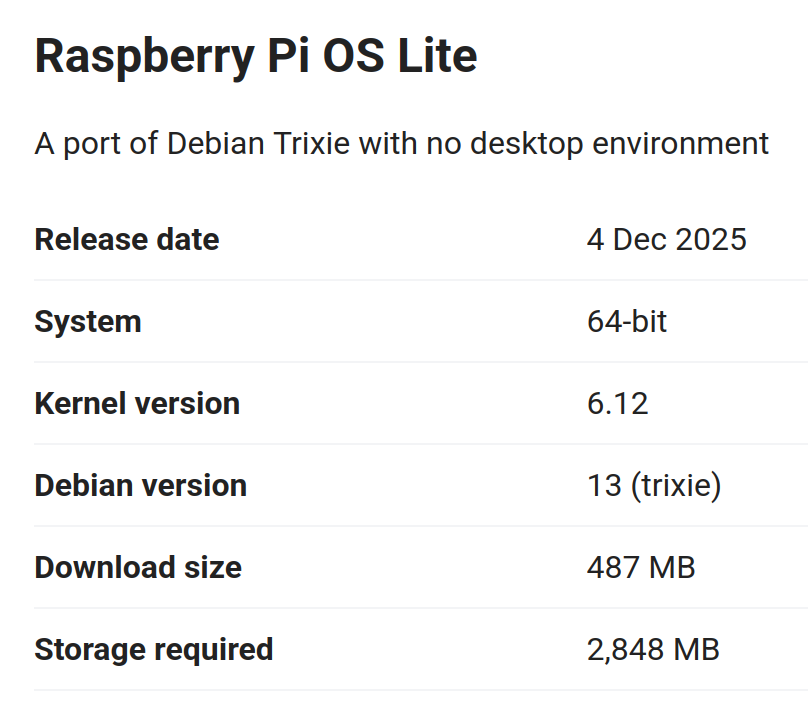 Raspberry Pi OS Lite
A port of Debian Trixie with no desktop environment
Release date 4 Dec 2025
System 64-bit
Kernel version 6.12
Debian version 13 (trixie)
Download size 487 MB
Storage required 2,848 MB